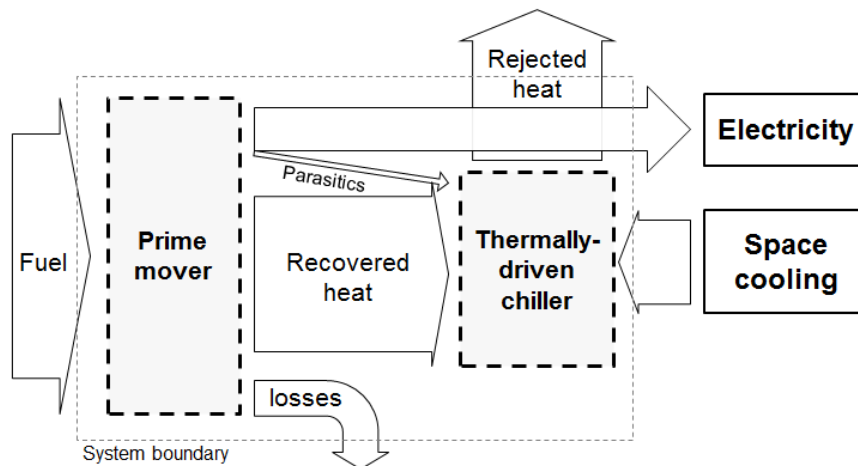 Rejected
heat
Electricity
Parasitics
Fuel
Prime
mover
Recovered
heat
Thermally-
driven
chiller
Space
cooling
losses
System boundary